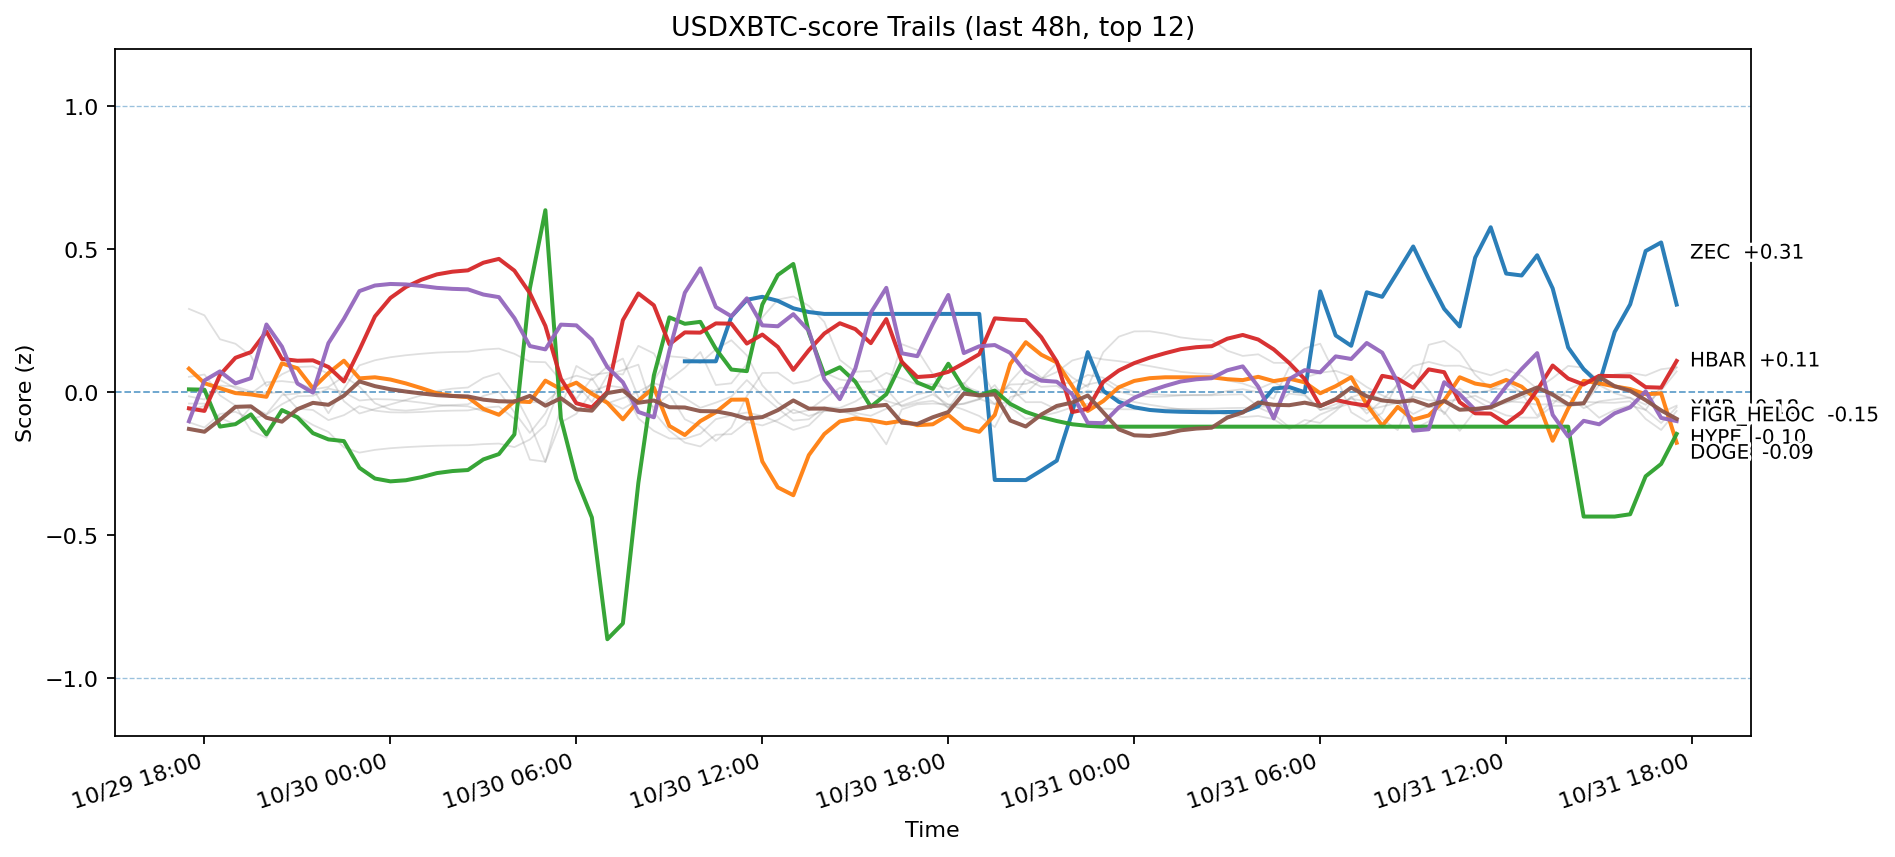 USDXBTC-score Trails (last 48h, top 12)
Score (z)
1.0
0.5
0.0
−0.5
−1.0
ZEC +0.31
HBAR +0.11
FIGR_HELOC -0.15
HYPE -0.10
DOGE -0.09
10/29 18:00
10/30 00:00
10/30 06:00
10/30 12:00
10/30 18:00
10/31 00:00
10/31 06:00
10/31 12:00
10/31 18:00
Time